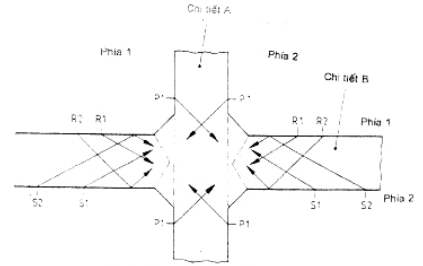 Chi tiết A
Phía 1
Phía 2
Chi tiết B
P1
P1
R2 R1
R1 R2
Phía 1
S2
S1
S1
S2
Phía 2
P1
P1